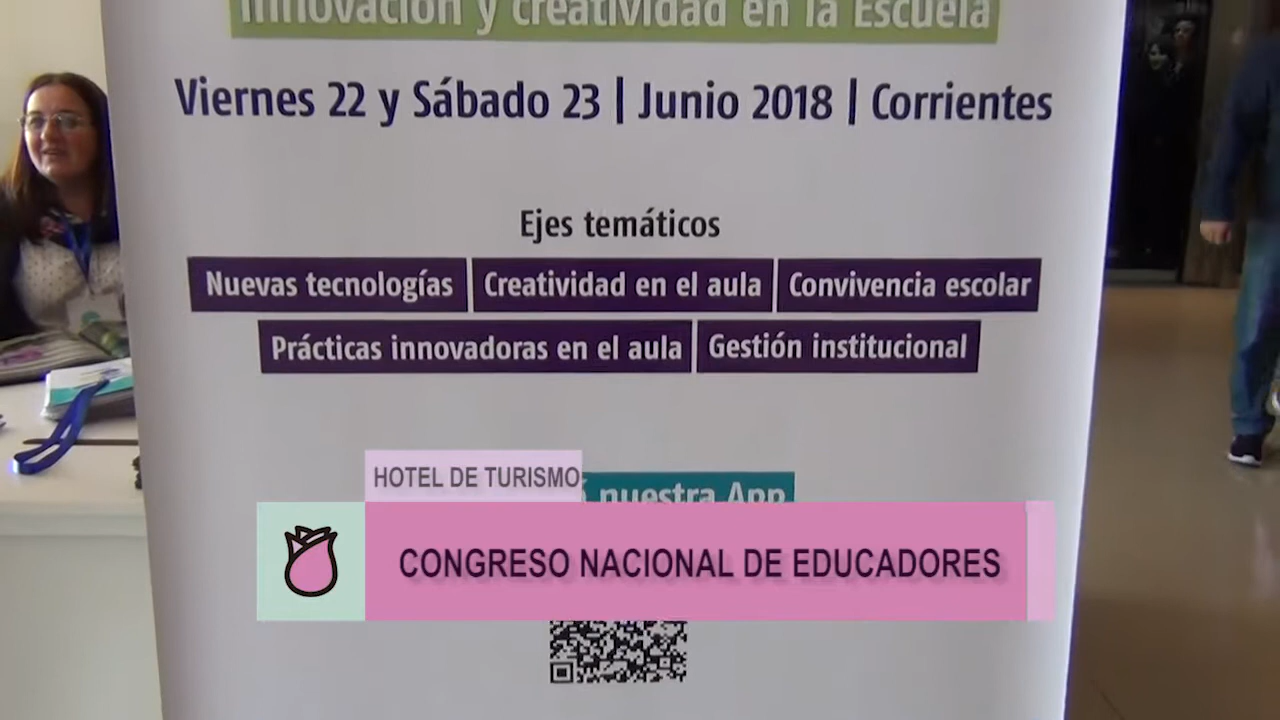 Innovación y creatividad en la Escuela
Viernes 22 y Sábado 23 | Junio 2018 | Corrientes
Ejes temáticos
Nuevas tecnologías Creatividad en el aula Convivencia escolar
Prácticas innovadoras en el aula Gestión institucional
HOTEL DE TURISMO
nuestra App
CONGRESO NACIONAL DE EDUCADORES